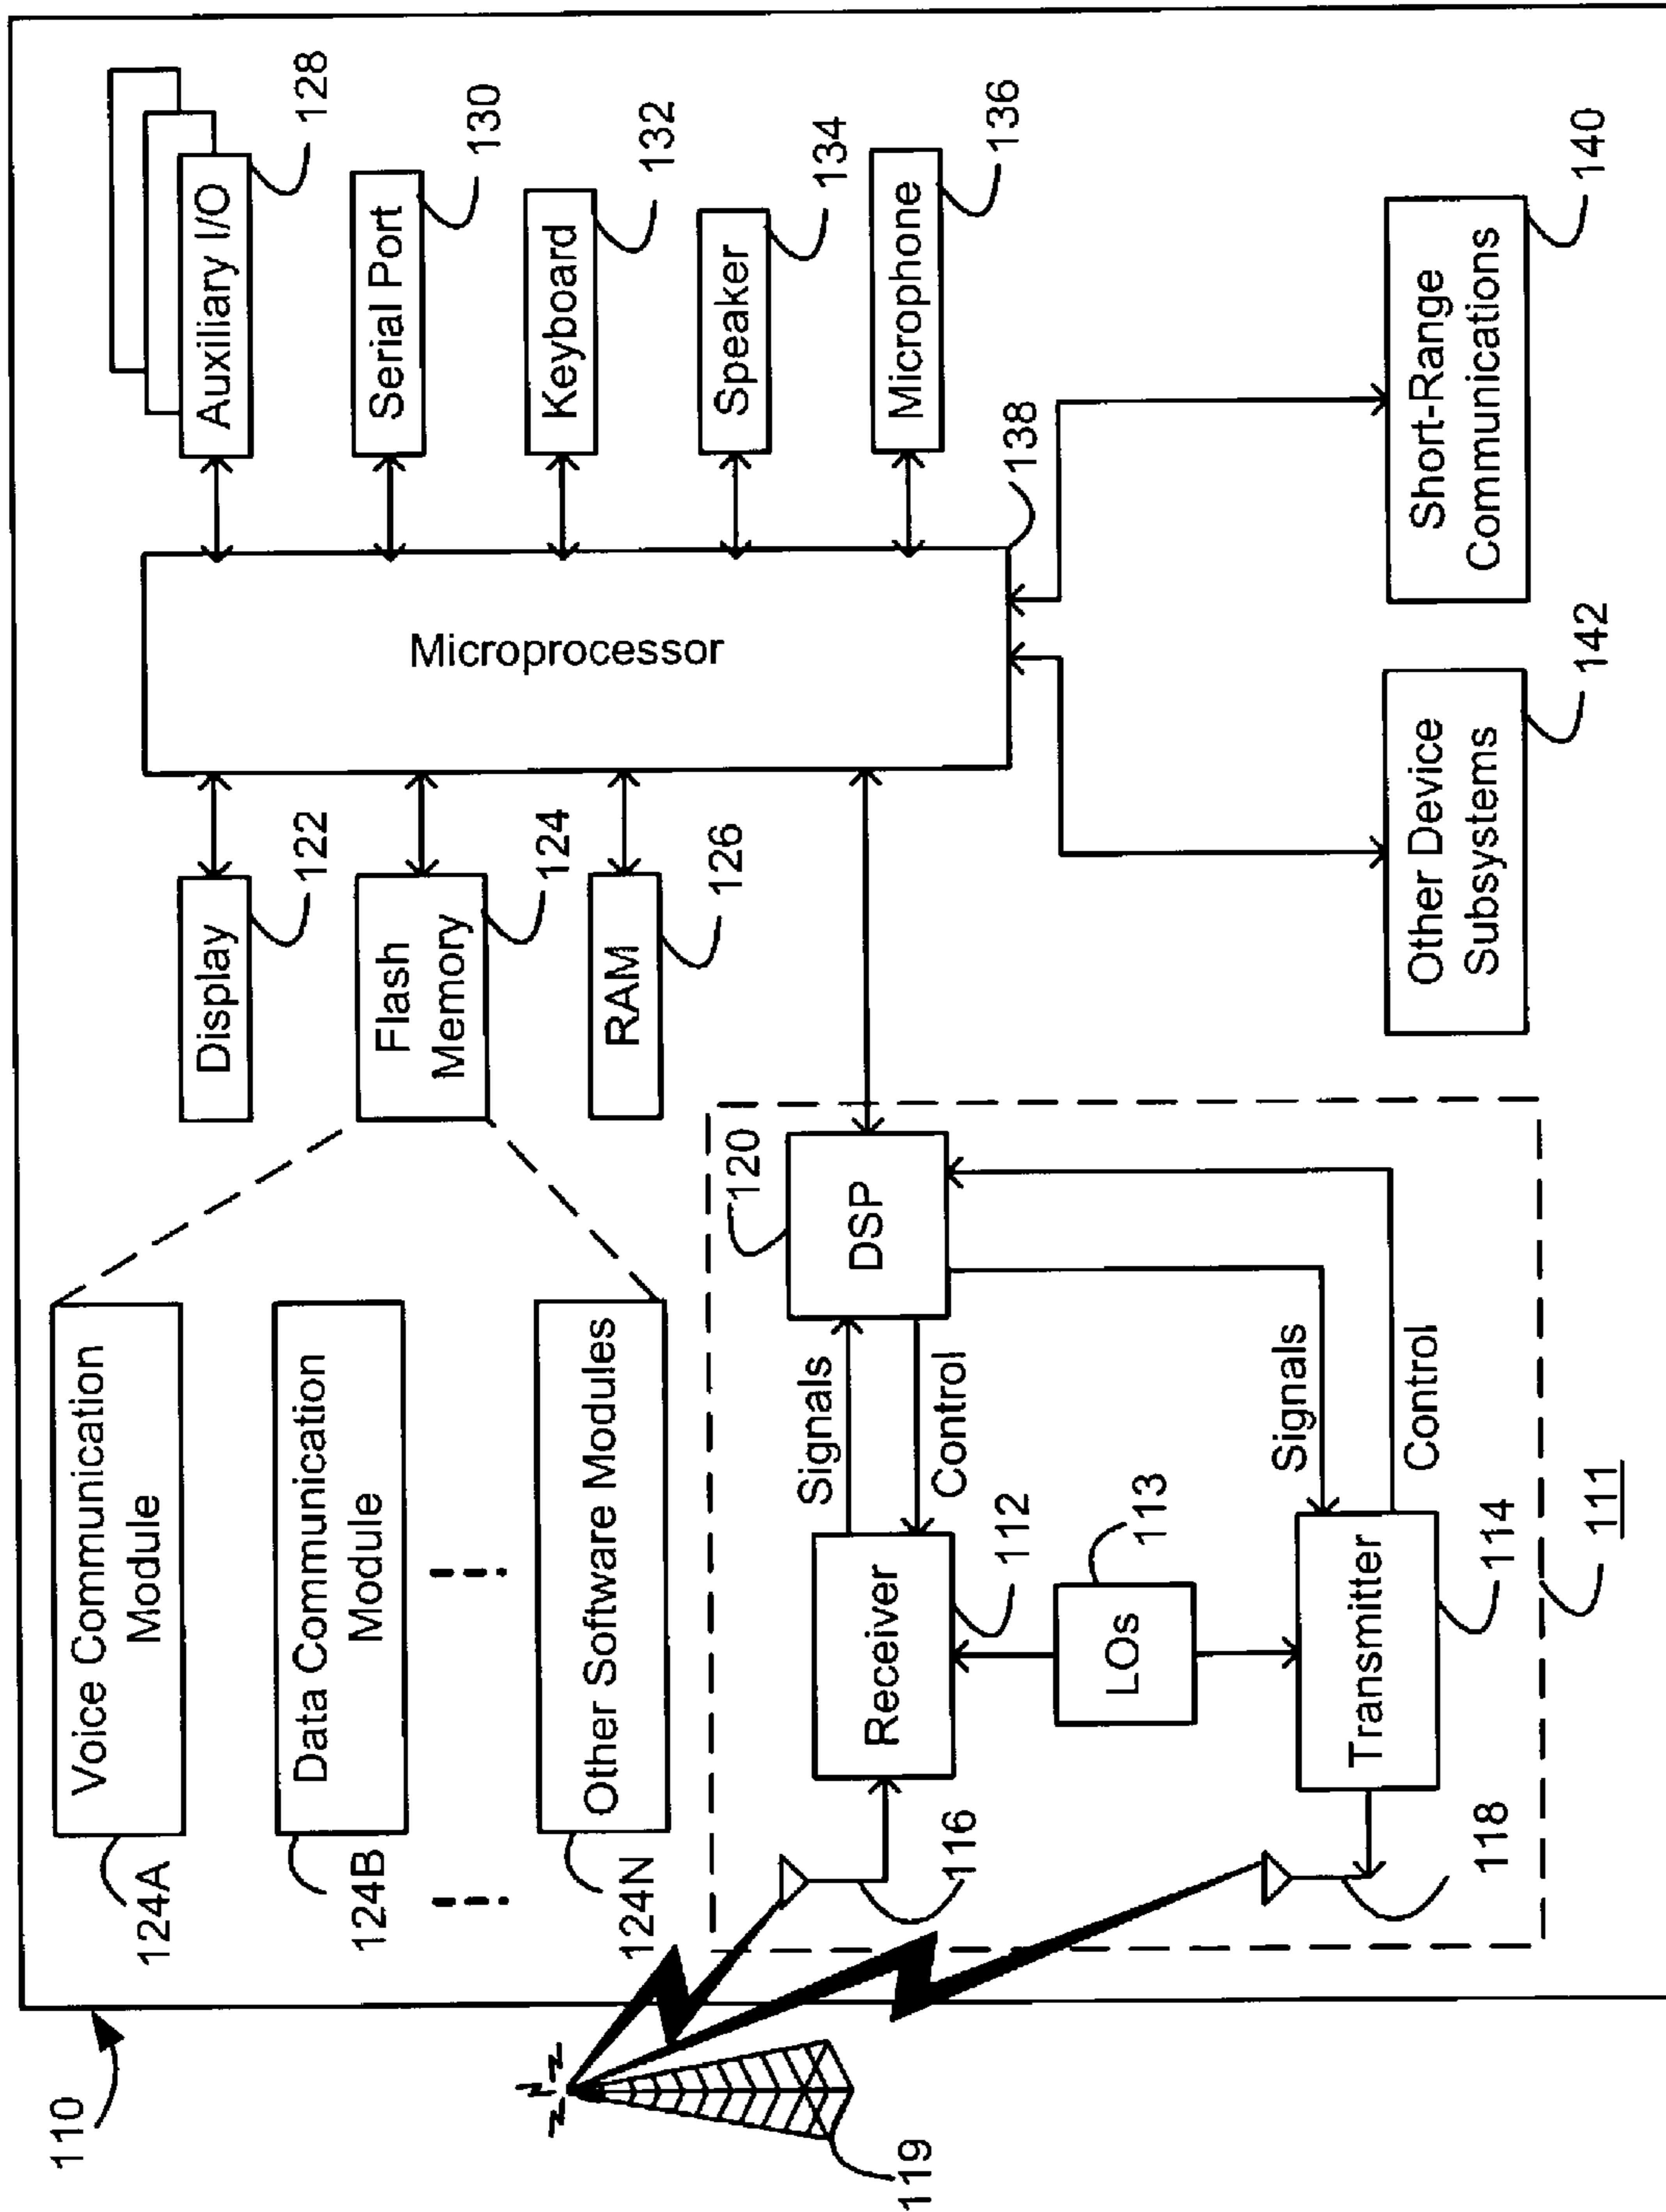 110
Voice Communication
Module
124A
Data Communication
Module
124B
Other Software Modules
124N
Display
122
Flash
Memory
124
RAM
126
Microprocessor
138
Auxiliary I/O
128
Serial Port
130
Keyboard
132
Speaker
134
Microphone
136
Short-Range
Communications
140
Other Device
Subsystems
142
DSP
120
Signals
Control
Receiver
112
LOs
113
Signals
Control
Transmitter
114
111
116
118
119